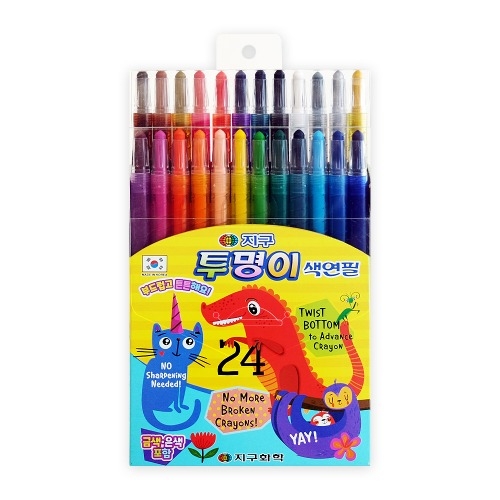 지구
투명이 색연필
MADE IN KOREA
부드럽고 튼튼해요!
TWIST
BOTTOM
to Advance
Crayon
24
NO
Sharpening
Needed!
No More
Broken
Crayons!
YAY!
금색,은색
포함
지구화학